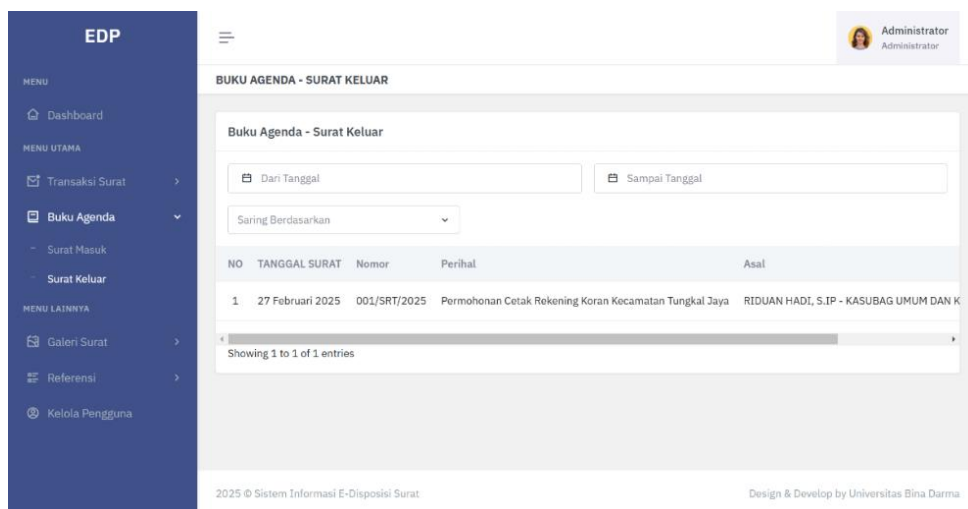 EDP
Administrator
Administrator
MENU
Dashboard
MENU UTAMA
Transaksi Surat
Buku Agenda
Surat Masuk
Surat Keluar
MENU LAINNYA
Galeri Surat
Referensi
Kelola Pengguna
BUKU AGENDA - SURAT KELUAR
Buku Agenda - Surat Keluar
Dari Tanggal Sampai Tanggal
Saring Berdasarkan
NO TANGGAL SURAT Nomor Perihal Asal
1 27 Februari 2025 001/SRT/2025 Permohonan Cetak Rekening Koran Kecamatan Tungkal Jaya RIDUAN HADI, S.IP - KASUBAG UMUM DAN K
Showing 1 to 1 of 1 entries
2025 © Sistem Informasi E-Disposisi Surat Design & Develop by Universitas Bina Darma